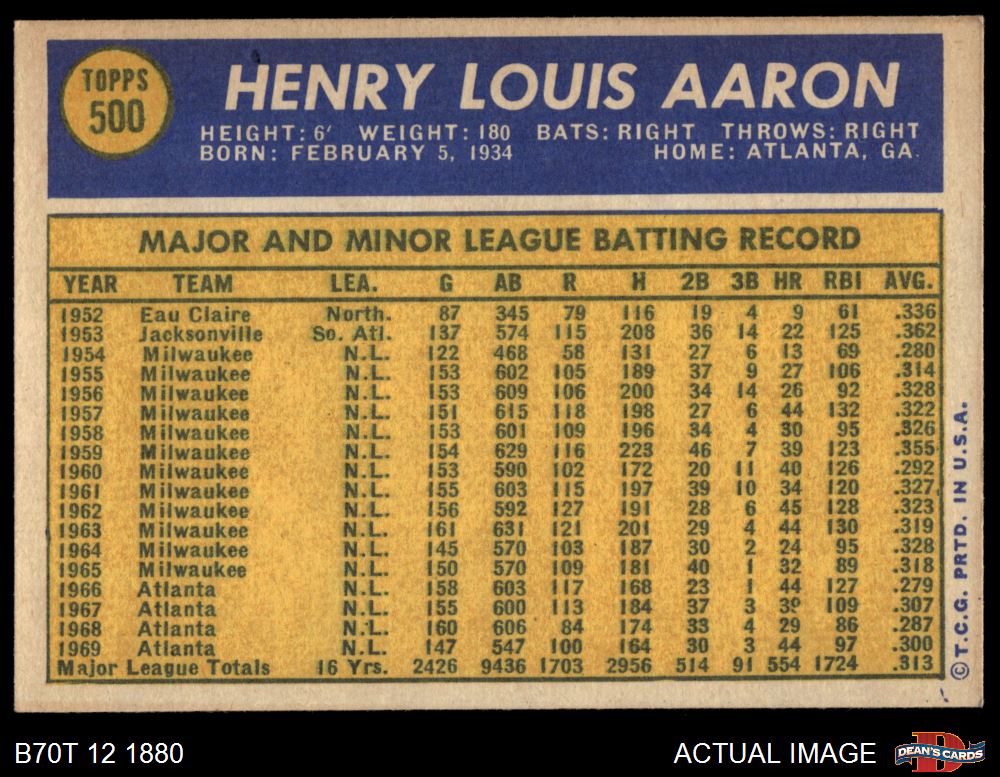 TOPPS
500
HENRY LOUIS AARON
HEIGHT: 6′ WEIGHT: 180 BATS: RIGHT THROWS: RIGHT
BORN: FEBRUARY 5, 1934 HOME: ATLANTA, GA.
MAJOR AND MINOR LEAGUE BATTING RECORD
YEAR TEAM LEA. G AB R H 2B 3B HR RBI AVG.
1952 Eau Claire North. 87 345 79 116 19 4 9 61 .336
1953 Jacksonville So. Atl. 137 574 115 208 36 14 22 125 .362
1954 Milwaukee N.L. 122 468 58 131 27 6 13 69 .280
1955 Milwaukee N.L. 153 602 105 189 37 9 27 106 .314
1956 Milwaukee N.L. 153 609 106 200 34 14 26 92 .328
1957 Milwaukee N.L. 151 615 118 198 27 6 44 132 .322
1958 Milwaukee N.L. 153 601 109 196 34 4 30 95 .326
1959 Milwaukee N.L. 154 629 116 223 46 7 39 123 .355
1960 Milwaukee N.L. 153 590 102 172 20 11 40 126 .292
1961 Milwaukee N.L. 155 603 115 197 39 10 34 120 .327
1962 Milwaukee N.L. 156 592 127 191 28 6 45 128 .323
1963 Milwaukee N.L. 161 631 121 201 29 4 44 130 .319
1964 Milwaukee N.L. 145 570 103 187 30 2 24 95 .328
1965 Milwaukee N.L. 150 570 109 181 40 1 32 89 .318
1966 Atlanta N.L. 158 603 117 168 23 1 44 127 .279
1967 Atlanta N.L. 155 600 113 184 37 3 39 109 .307
1968 Atlanta N.L. 160 606 84 174 33 4 29 86 .287
1969 Atlanta N.L. 147 547 100 164 30 3 44 97 .300
Major League Totals 16 Yrs. 2426 9436 1703 2956 514 91 554 1724 .313
© T.C.G. PRTD. IN U.S.A.
B70T 12 1880
ACTUAL IMAGE
D
DEAN'S CARDS